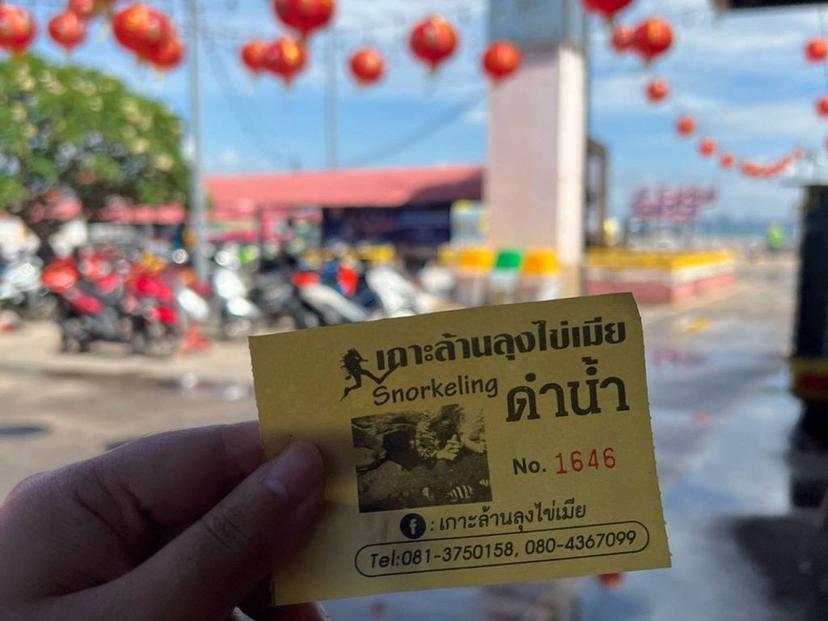 เกาะล้านลุงไข่เมีย
Snorkeling ดำน้ำ
No. 1646
f : เกาะล้านลุงไข่เมีย
Tel:081-3750158, 080-4367099